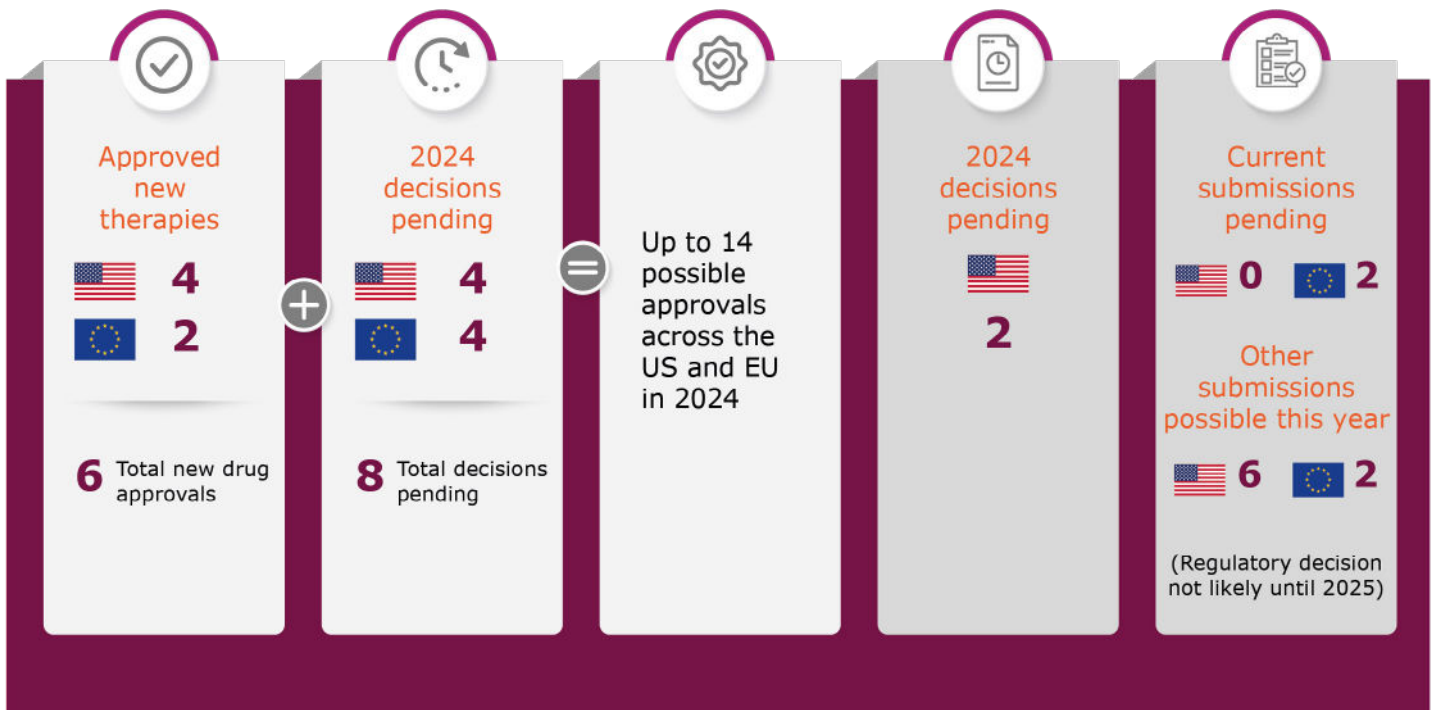 Approved
new
therapies
4
2
6 Total new drug
approvals
+
2024
decisions
pending
4
4
8 Total decisions
pending
=
Up to 14
possible
approvals
across the
US and EU
in 2024
2024
decisions
pending
2
Current
submissions
pending
0 2
Other
submissions
possible this year
6 2
(Regulatory decision
not likely until 2025)